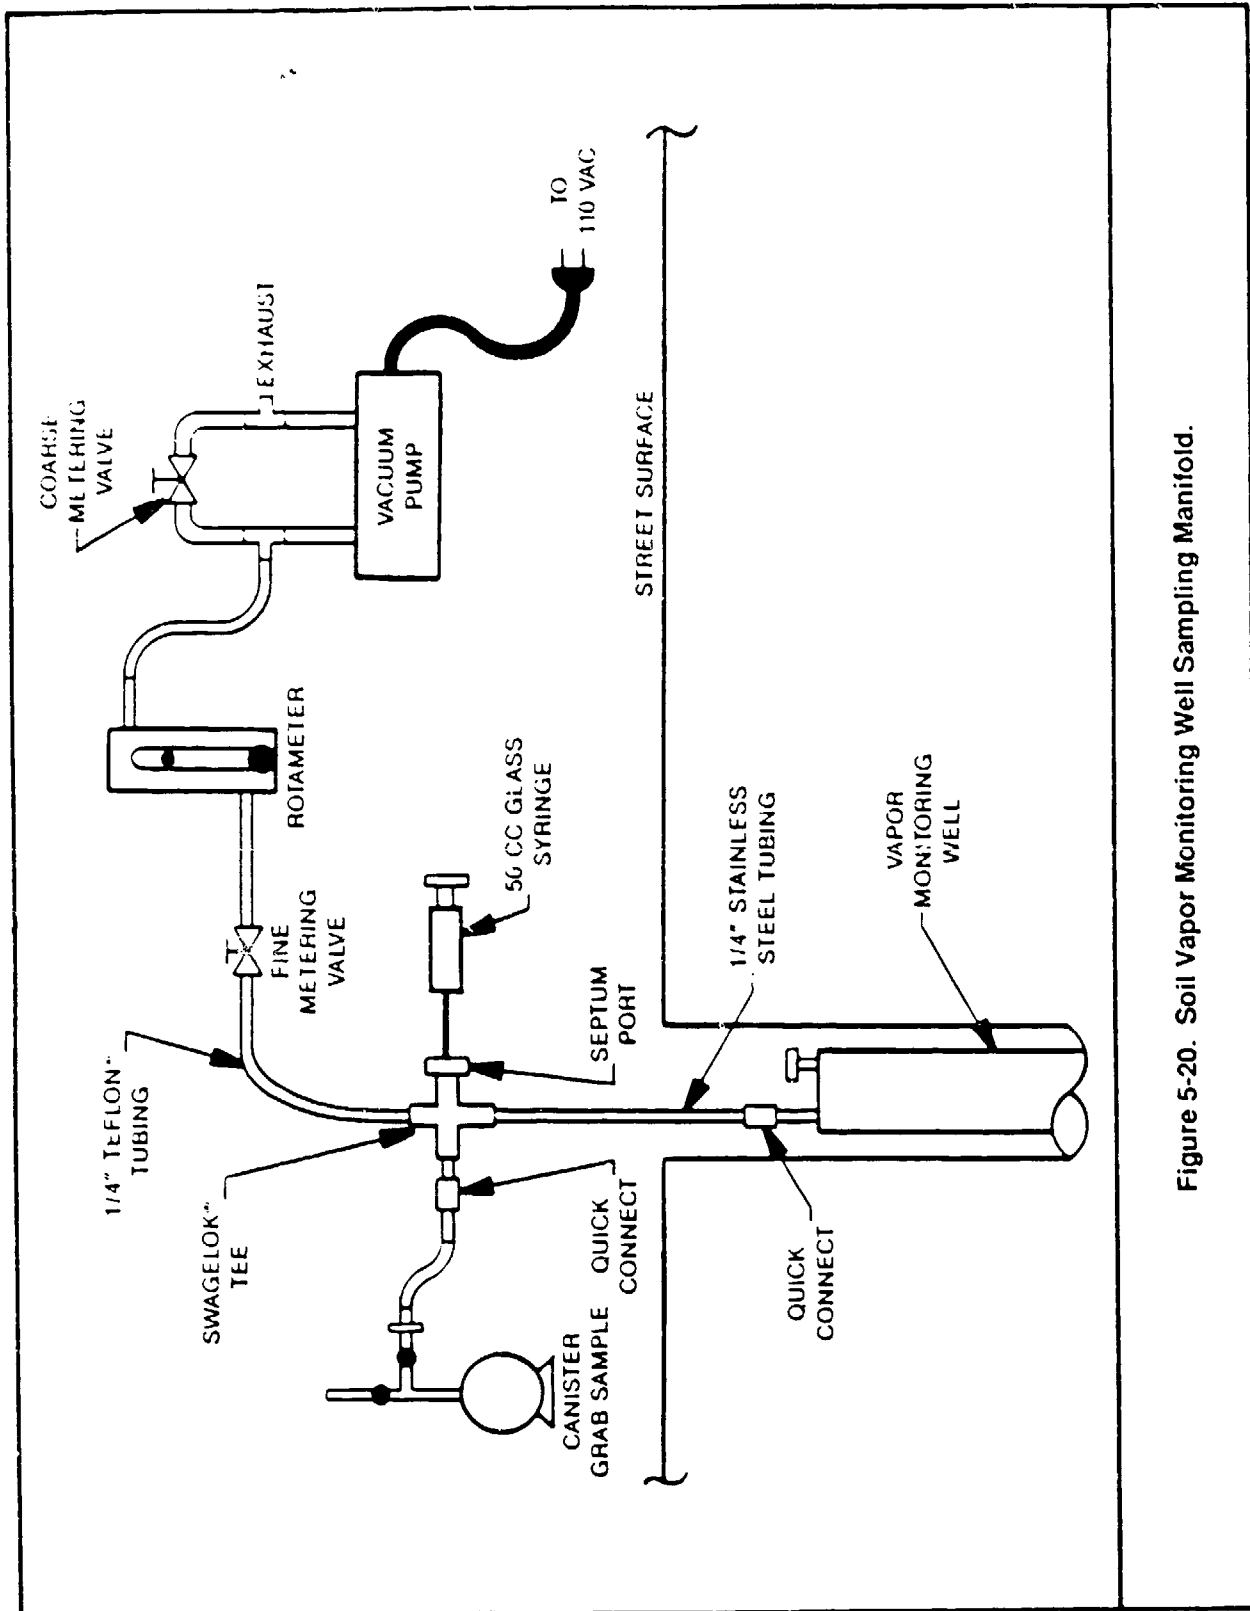 COARSE
METERING
VALVE
EXHAUST
TO
110 VAC
VACUUM
PUMP
ROTAMETER
FINE
METERING
VALVE
1/4" TEFLON
TUBING
SWAGELOK
TEE
50 CC GLASS
SYRINGE
SEPTUM
PORT
QUICK
CONNECT
CANISTER
GRAB SAMPLE
STREET SURFACE
1/4" STAINLESS
STEEL TUBING
VAPOR
MONITORING
WELL
QUICK
CONNECT
Figure 5-20. Soil Vapor Monitoring Well Sampling Manifold.